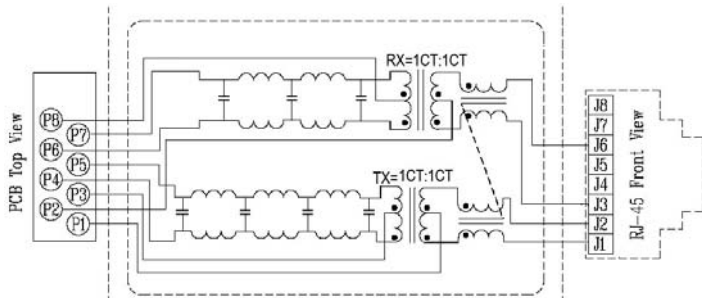 RX=1CT:1CT
PCB Top View
P8
P7
P6
P5
P4
P3
P2
P1
TX=1CT:1CT
J8
J7
J6
J5
J4
J3
J2
J1
RJ-45 Front View